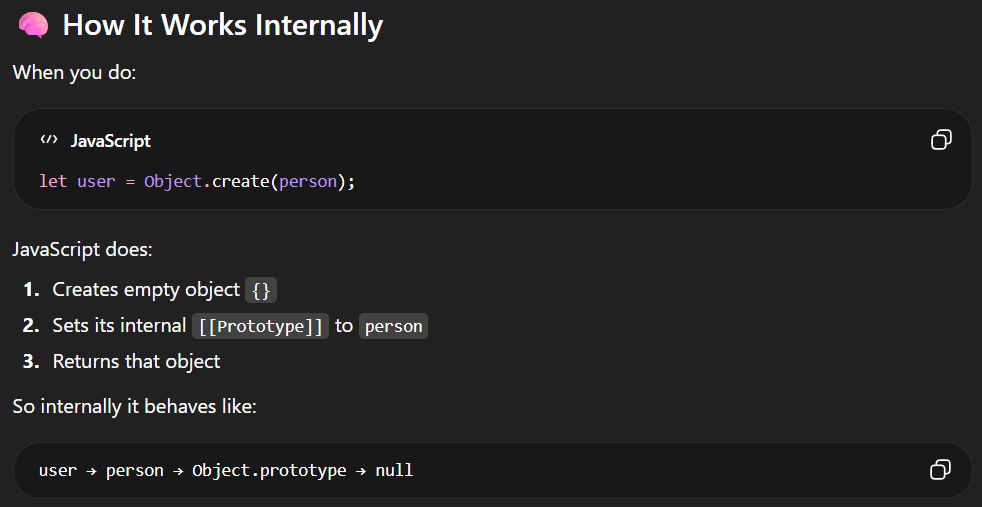 🧠 How It Works Internally
When you do:
</> JavaScript
let user = Object.create(person);
JavaScript does:
1. Creates empty object {}
2. Sets its internal [[Prototype]] to person
3. Returns that object
So internally it behaves like:
user → person → Object.prototype → null